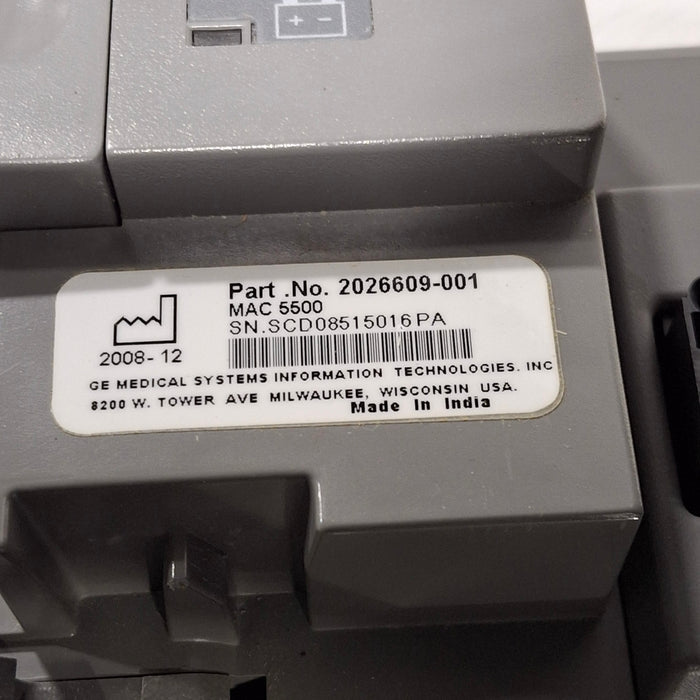 Part .No. 2026609-001
MAC 5500
SN.SCD08515016PA
2008-12
GE MEDICAL SYSTEMS INFORMATION TECHNOLOGIES. INC
8200 W. TOWER AVE MILWAUKEE, WISCONSIN USA.
Made In India